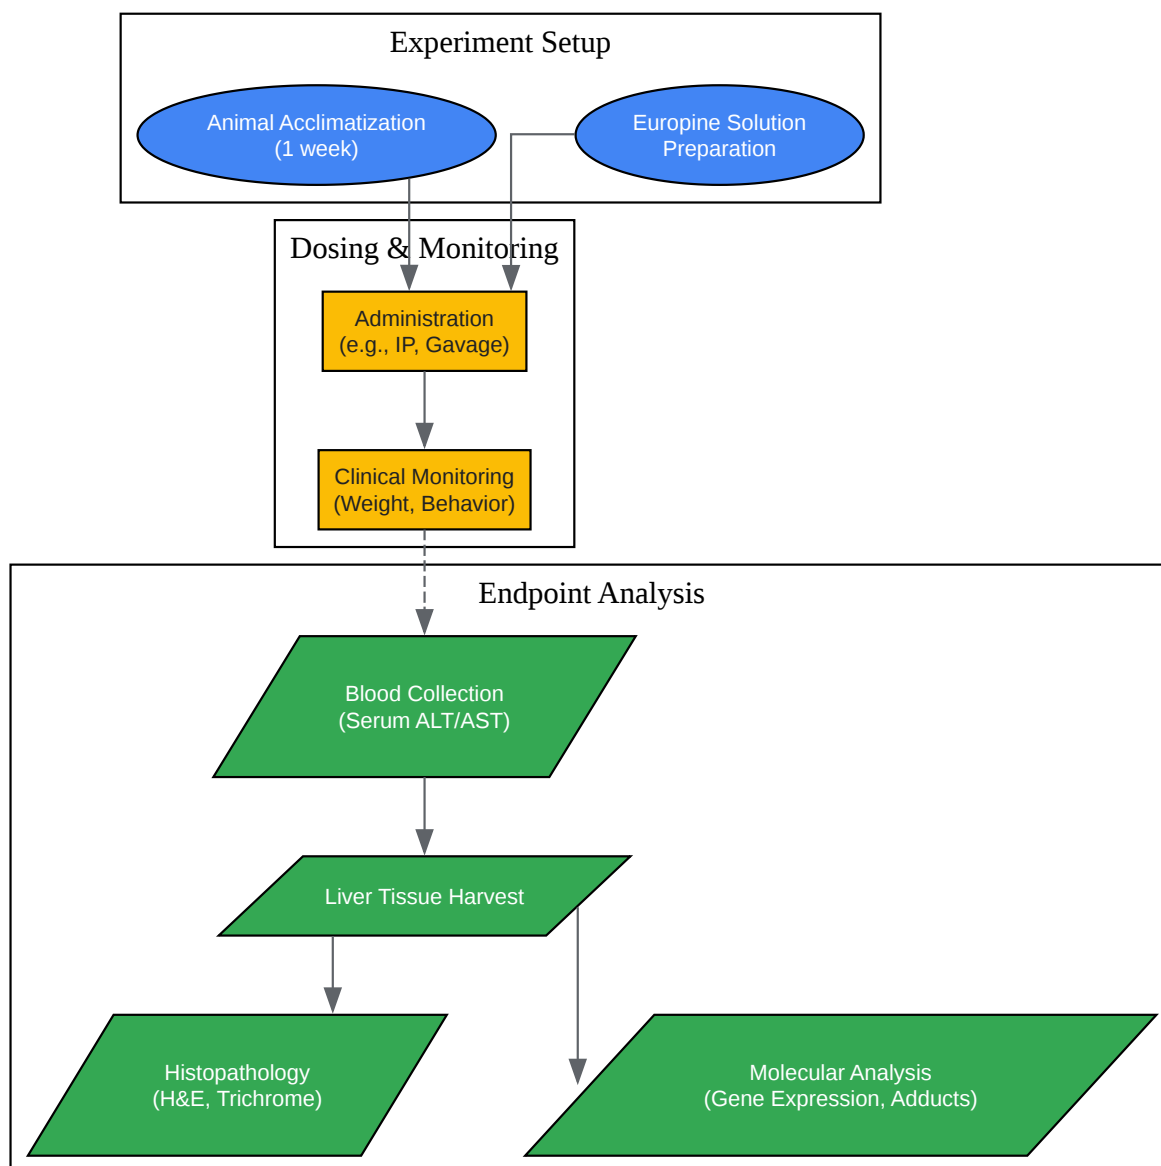 Experiment Setup
Animal Acclimatization
(1 week)
Europine Solution
Preparation
Dosing & Monitoring
Administration
(e.g., IP, Gavage)
Clinical Monitoring
(Weight, Behavior)
Endpoint Analysis
Blood Collection
(Serum ALT/AST)
Liver Tissue Harvest
Histopathology
(H&E, Trichrome)
Molecular Analysis
(Gene Expression, Adducts)